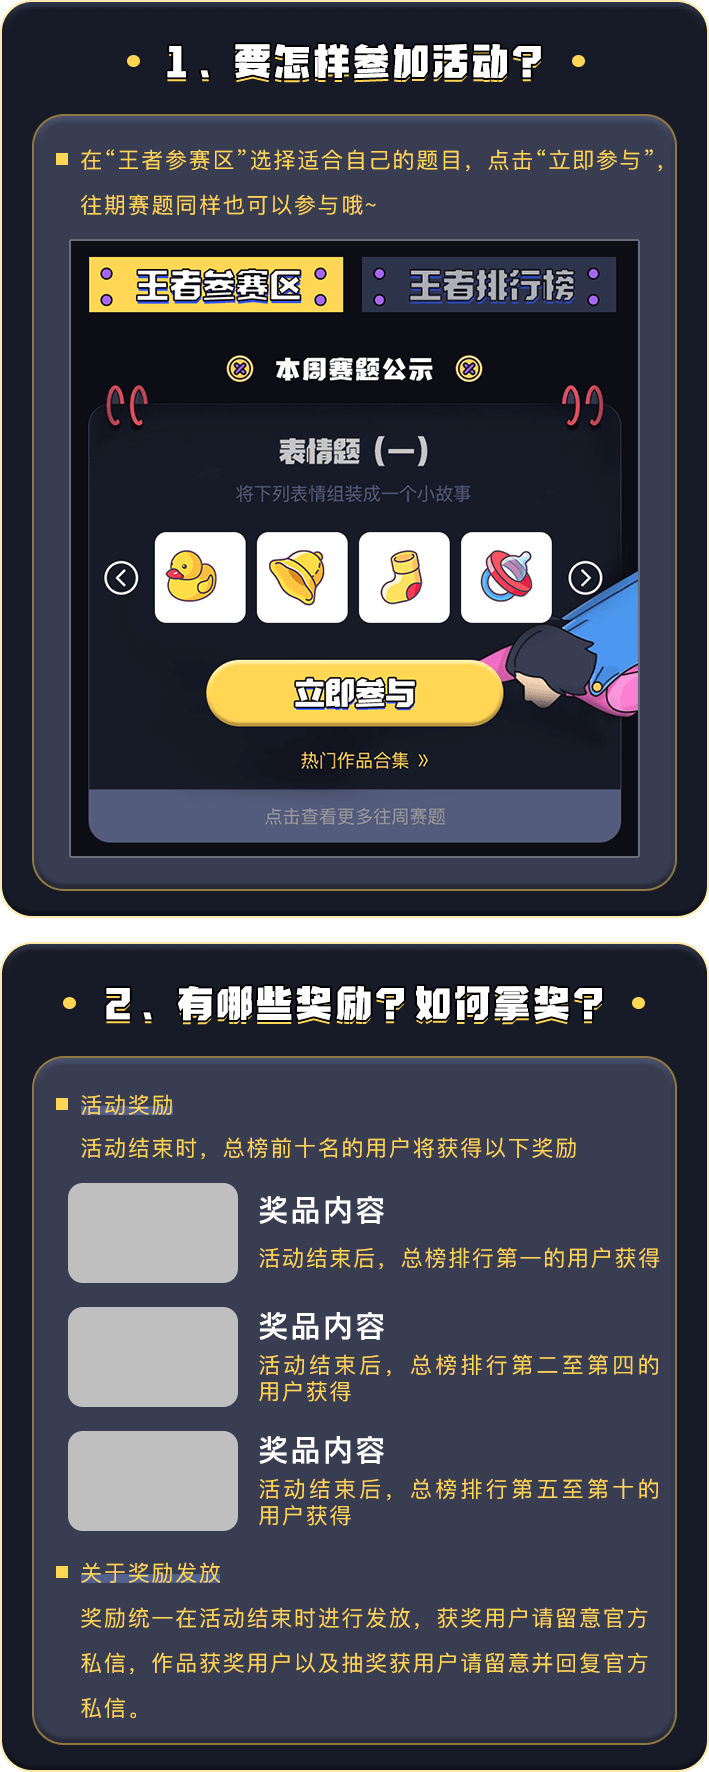 1、要怎样参加活动？
在“王者参赛区”选择适合自己的题目，点击“立即参与”，
往期赛题同样也可以参与哦~
王者参赛区 王者排行榜
本周赛题公示
表情题（一）
将下列表情组装成一个小故事
立即参与
热门作品合集 》
点击查看更多往周赛题
2、有哪些奖励？如何拿奖？
活动奖励
活动结束时，总榜前十名的用户将获得以下奖励
奖品内容
活动结束后，总榜排行第一的用户获得
奖品内容
活动结束后，总榜排行第二至第四的
用户获得
奖品内容
活动结束后，总榜排行第五至第十的
用户获得
关于奖励发放
奖励统一在活动结束时进行发放，获奖用户请留意官方
私信，作品获奖用户以及抽奖获用户请留意并回复官方
私信。